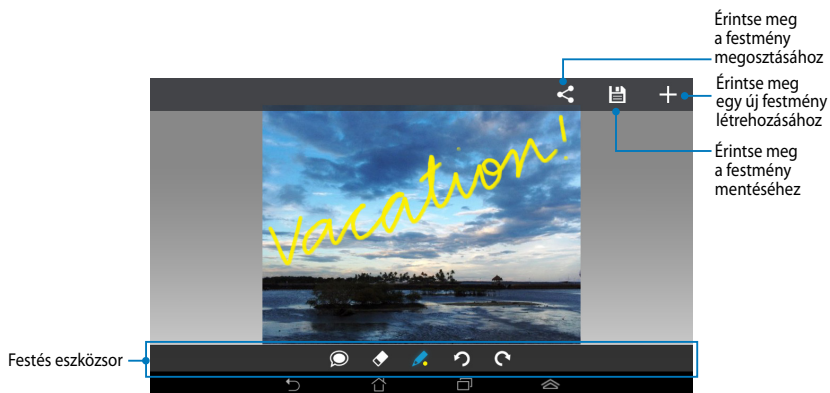 Érintse meg
a festmény
megosztásához
Érintse meg
egy új festmény
létrehozásához
Érintse meg
a festmény
mentéséhez
vacation!
Festés eszközsor